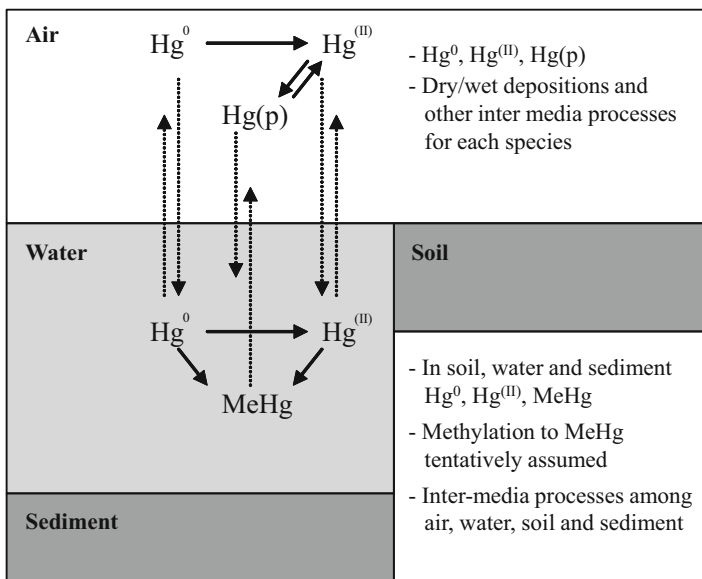 Air
Hg⁰ Hg⁽ᴵᴵ⁾
Hg(p)
- Hg⁰, Hg⁽ᴵᴵ⁾, Hg(p)
- Dry/wet depositions and
other inter media processes
for each species
Water
Soil
Hg⁰ Hg⁽ᴵᴵ⁾
MeHg
- In soil, water and sediment
Hg⁰, Hg⁽ᴵᴵ⁾, MeHg
- Methylation to MeHg
tentatively assumed
- Inter-media processes among
air, water, soil and sediment
Sediment